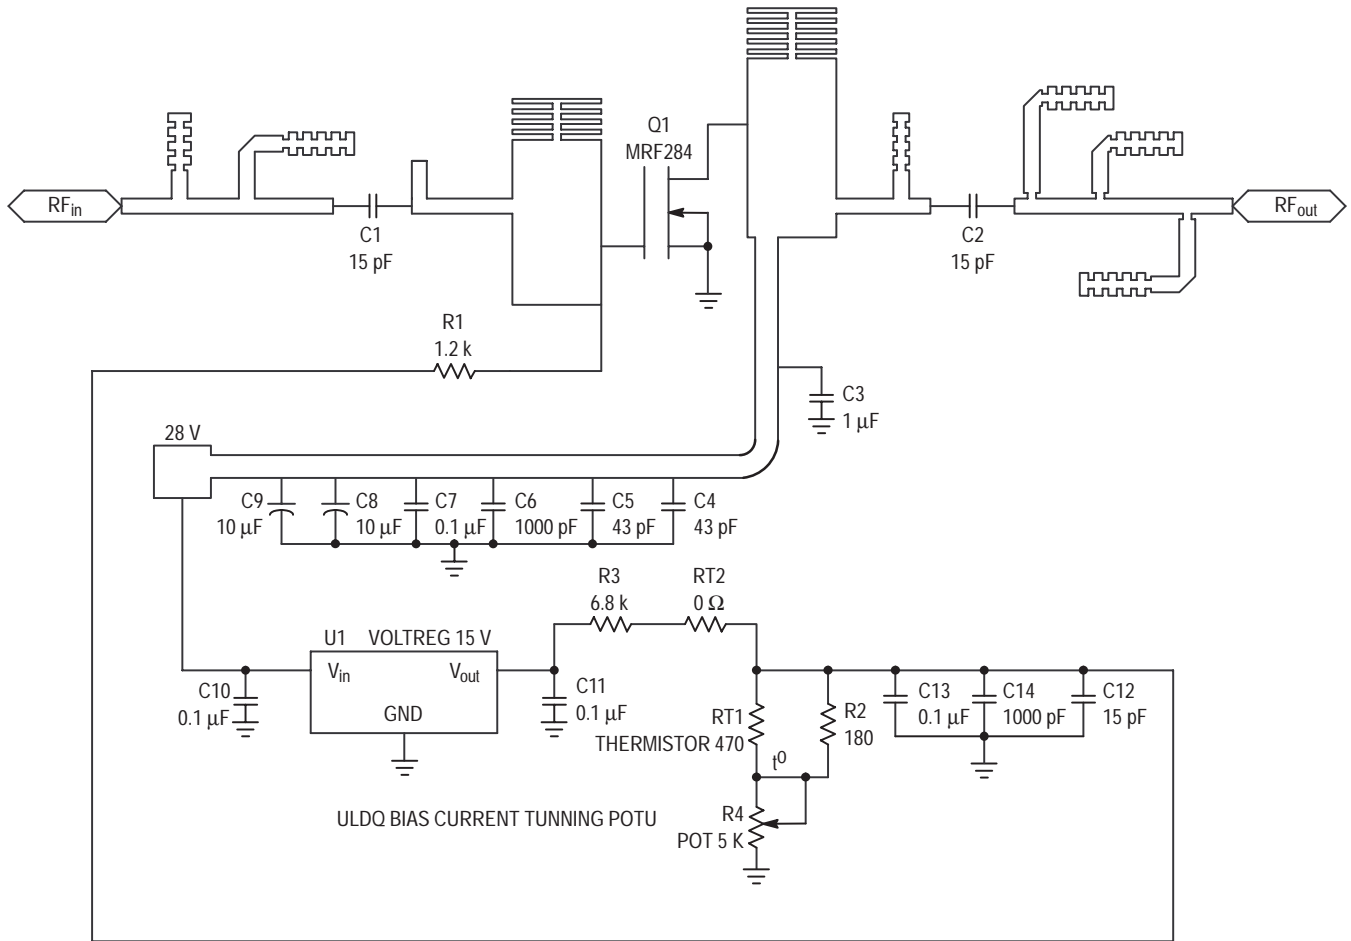 Q1
MRF284
RFin
C1
15 pF
C2
15 pF
RFout
R1
1.2 k
C3
1 µF
28 V
C9
10 µF
C8
10 µF
C7
0.1 µF
C6
1000 pF
C5
43 pF
C4
43 pF
R3
6.8 k
RT2
0 Ω
U1
VOLTREG 15 V
Vin
Vout
GND
C10
0.1 µF
C11
0.1 µF
RT1
THERMISTOR 470
t0
R2
180
C13
0.1 µF
C14
1000 pF
C12
15 pF
ULDQ BIAS CURRENT TUNNING POTU
R4
POT 5 K